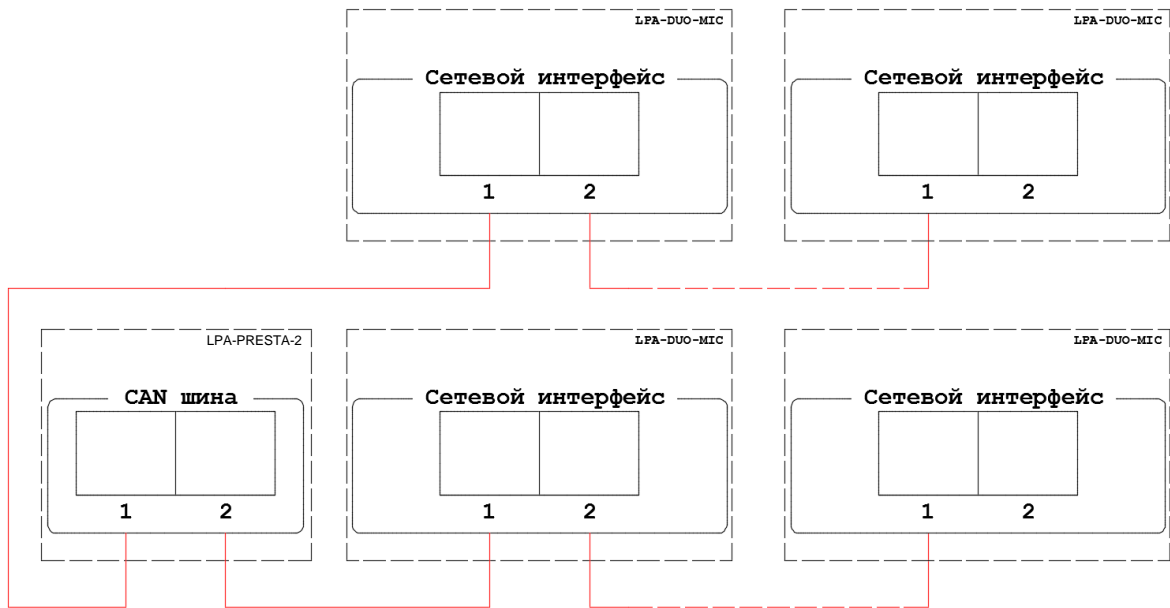 LPA-DUO-MIC
Сетевой интерфейс
1 2
LPA-DUO-MIC
Сетевой интерфейс
1 2
LPA-PRESTA-2
CAN шина
1 2
LPA-DUO-MIC
Сетевой интерфейс
1 2
LPA-DUO-MIC
Сетевой интерфейс
1 2